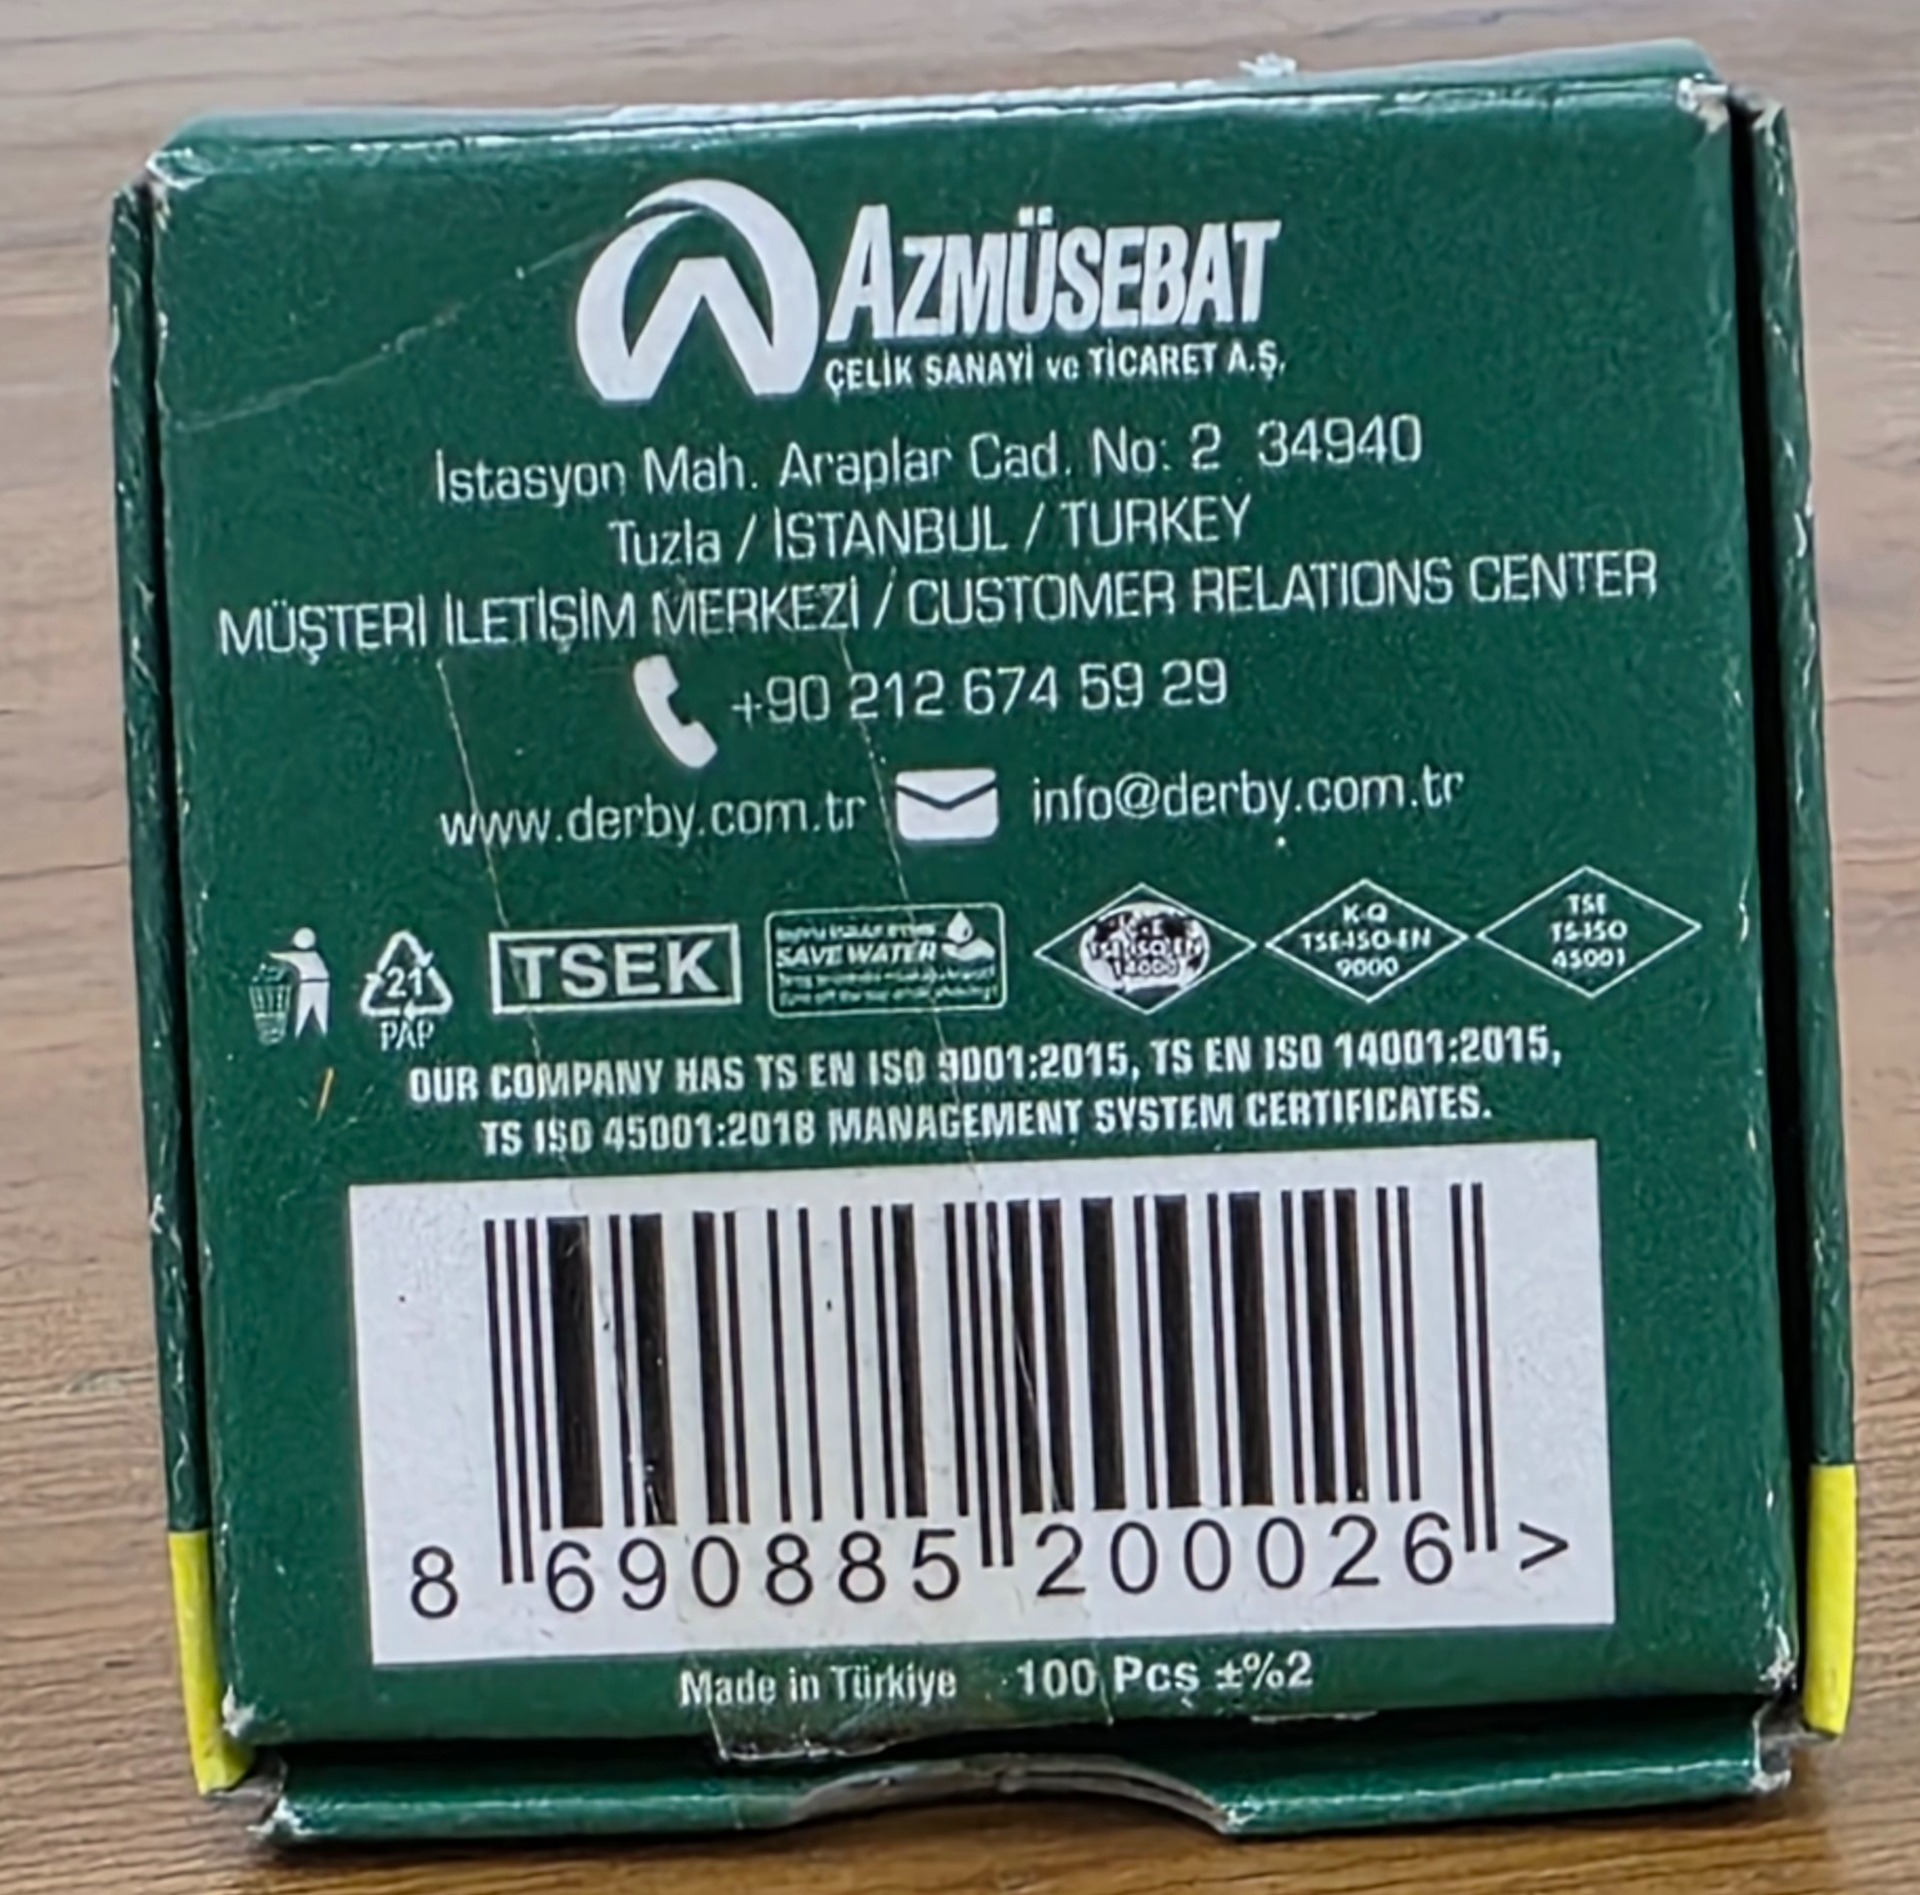 AZMÜSEBAT
ÇELİK SANAYİ ve TİCARET A.Ş.
İstasyon Mah. Araplar Cad. No: 2 34940
Tuzla / İSTANBUL / TURKEY
MÜŞTERİ İLETİŞİM MERKEZİ / CUSTOMER RELATIONS CENTER
+90 212 674 59 29
www.derby.com.tr info@derby.com.tr
21
PAP
TSEK
SAVE WATER
TSE-ISO-EN
14000
K-Q
TSE-ISO-EN
9000
TSE
TS-ISO
45001
OUR COMPANY HAS TS EN ISO 9001:2015, TS EN ISO 14001:2015,
TS ISO 45001:2018 MANAGEMENT SYSTEM CERTIFICATES.
8 690885 200026 >
Made in Türkiye 100 Pcs ±%2